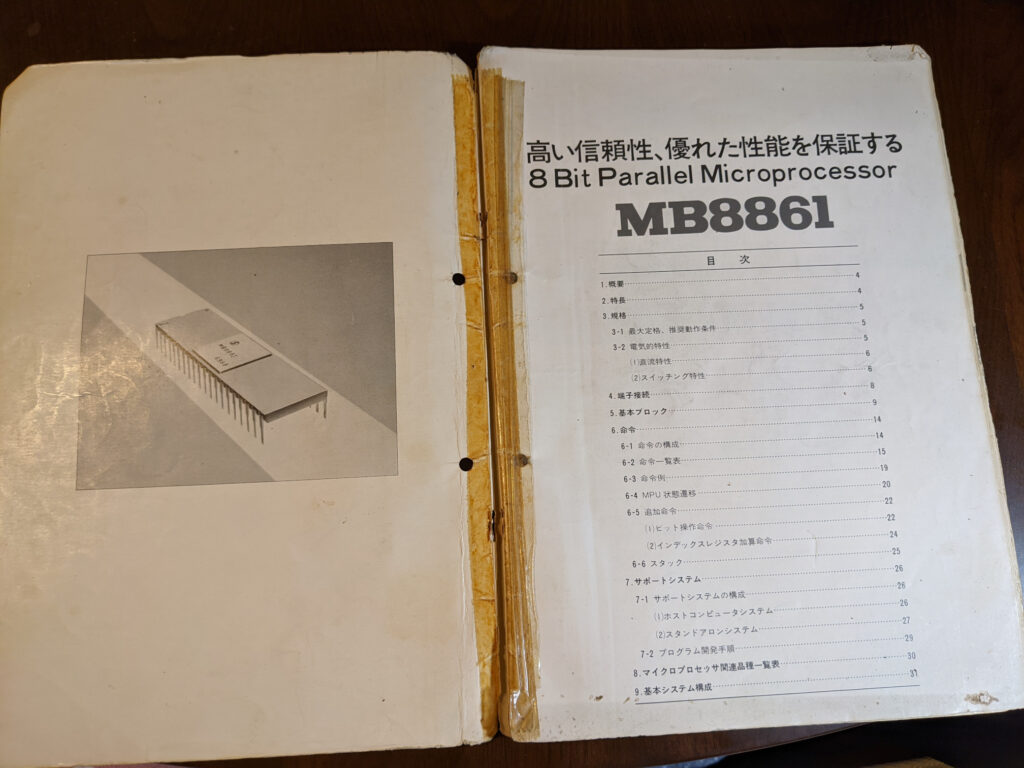 高い信頼性、優れた性能を保証する
8 Bit Parallel Microprocessor
MB8861
目 次
1.概要 4
2.特長 4
3.規格 5
3-1 最大定格、推奨動作条件 5
3-2 電気的特性 5
(1)直流特性 6
(2)スイッチング特性 6
4.端子接続 8
5.基本ブロック 9
6.命令 14
6-1 命令の構成 14
6-2 命令一覧表 15
6-3 命令例 19
6-4 MPU状態遷移 20
6-5 追加命令 22
(1)ビット操作命令 22
(2)インデックスレジスタ加算命令 24
6-6 スタック 25
7.サポートシステム 26
7-1 サポートシステムの構成 26
(1)ホストコンピュータシステム 26
(2)スタンドアロンシステム 27
7-2 プログラム開発手順 29
8.マイクロプロセッサ関連品種一覧表 30
9.基本システム構成 31